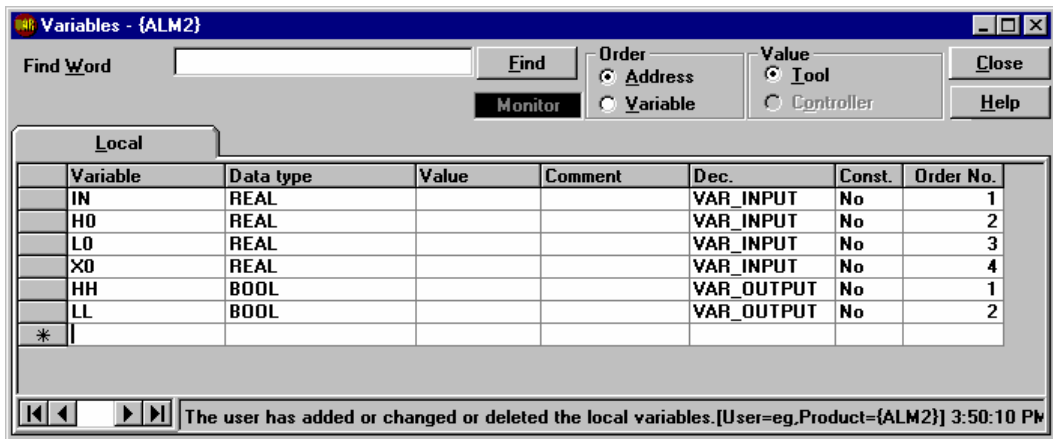 Variables - {ALM2}
Find Word
Find
Monitor
Order
Address
Variable
Value
Tool
Controller
Close
Help
Local
Variable Data type Value Comment Dec. Const. Order No.
IN REAL VAR_INPUT No 1
H0 REAL VAR_INPUT No 2
L0 REAL VAR_INPUT No 3
X0 REAL VAR_INPUT No 4
HH BOOL VAR_OUTPUT No 1
LL BOOL VAR_OUTPUT No 2
*
The user has added or changed or deleted the local variables.[User=eg,Product={ALM2}] 3:50:10 PM